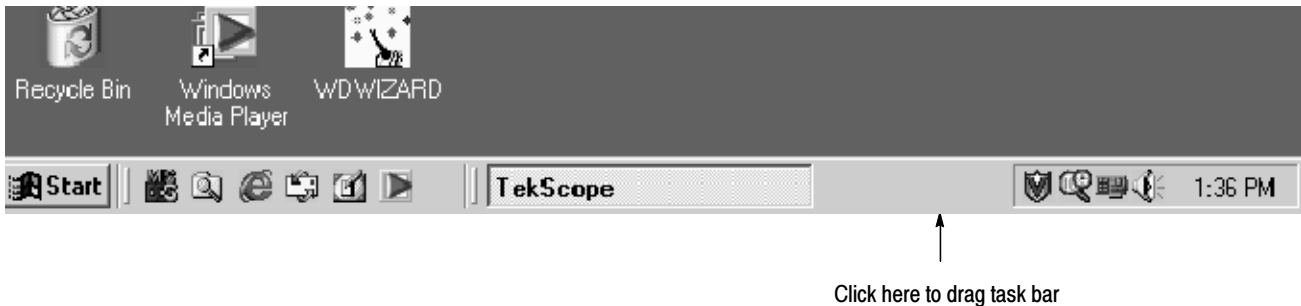 Recycle Bin
Windows
Media Player
WDWIZARD
Start
TekScope
1:36 PM
Click here to drag task bar